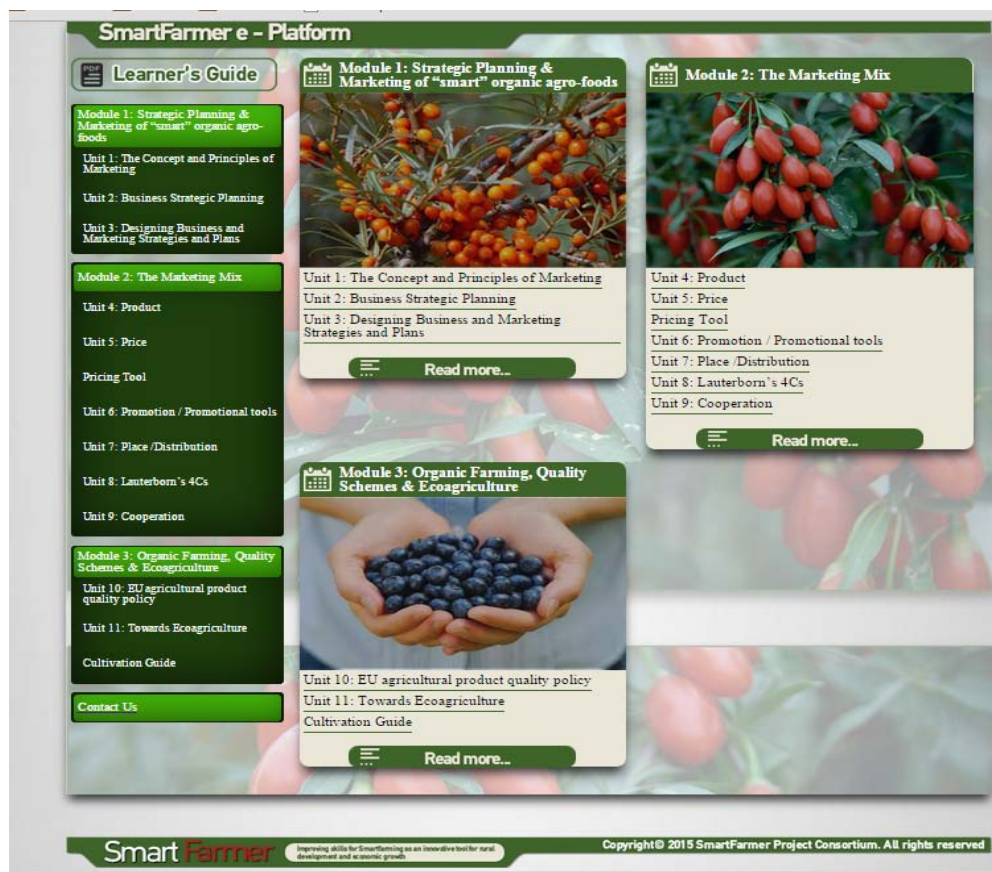 SmartFarmer e - Platform
PDF
Learner's Guide
Module 1: Strategic Planning &
Marketing of "smart" organic agro-
foods
Unit 1: The Concept and Principles of
Marketing
Unit 2: Business Strategic Planning
Unit 3: Designing Business and
Marketing Strategies and Plans
Module 2: The Marketing Mix
Unit 4: Product
Unit 5: Price
Pricing Tool
Unit 6: Promotion / Promotional tools
Unit 7: Place /Distribution
Unit 8: Lauterborn's 4Cs
Unit 9: Cooperation
Module 3: Organic Farming, Quality
Schemes & Ecoagriculture
Unit 10: EU agricultural product
quality policy
Unit 11: Towards Ecoagriculture
Cultivation Guide
Contact Us
Module 1: Strategic Planning &
Marketing of "smart" organic agro-foods
Unit 1: The Concept and Principles of Marketing
Unit 2: Business Strategic Planning
Unit 3: Designing Business and Marketing
Strategies and Plans
Read more...
Module 2: The Marketing Mix
Unit 4: Product
Unit 5: Price
Pricing Tool
Unit 6: Promotion / Promotional tools
Unit 7: Place /Distribution
Unit 8: Lauterborn's 4Cs
Unit 9: Cooperation
Read more...
Module 3: Organic Farming, Quality
Schemes & Ecoagriculture
Unit 10: EU agricultural product quality policy
Unit 11: Towards Ecoagriculture
Cultivation Guide
Read more...
Smart Farmer
Improving skills for Smartfarming as an innovative tool for rural
development and economic growth
Copyright© 2015 SmartFarmer Project Consortium. All rights reserved